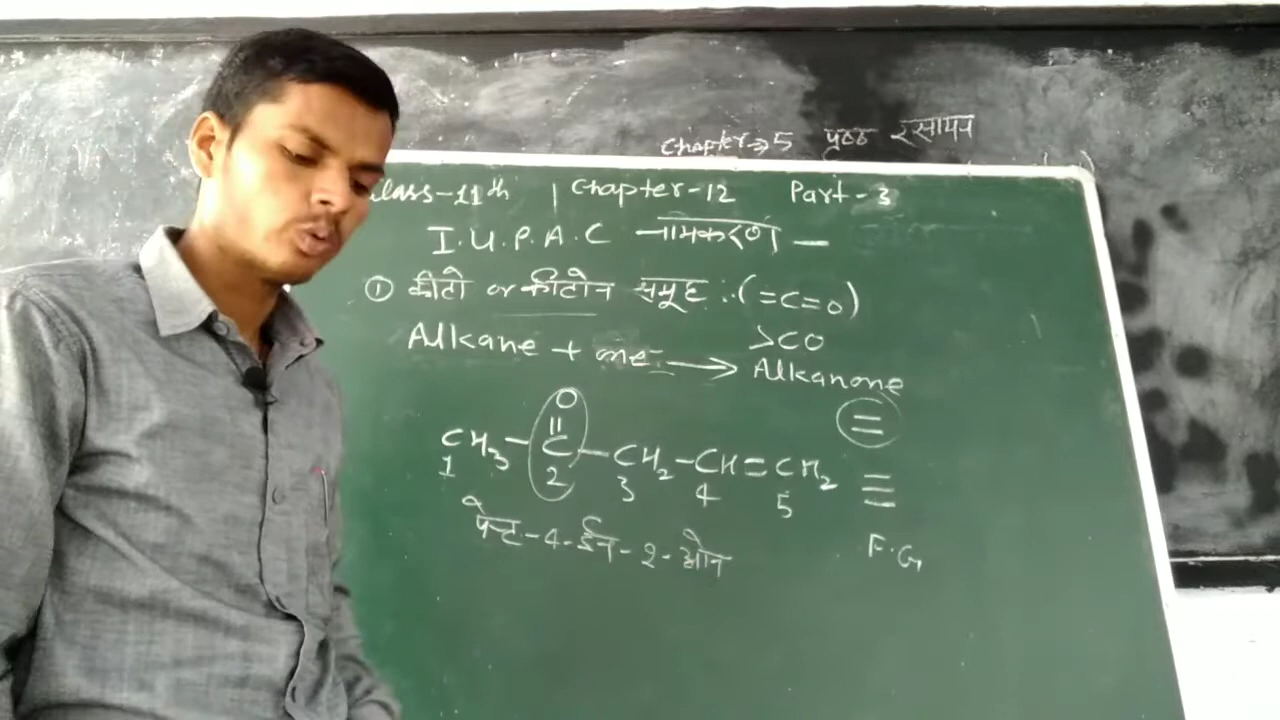 Chapter⇒5 पृष्ठ रसायन
Class-11th | Chapter-12 Part-3
I.U.P.A.C नामकरण —
① कीटो or कीटोन समूह :- (=C=O)
>CO
Alkane + one ⟶ Alkanone
O
||
CH3-C-CH2-CH=CH2
1 2 3 4 5
=
≡
पेन्ट-4-ईन-2-ओन
F.G,